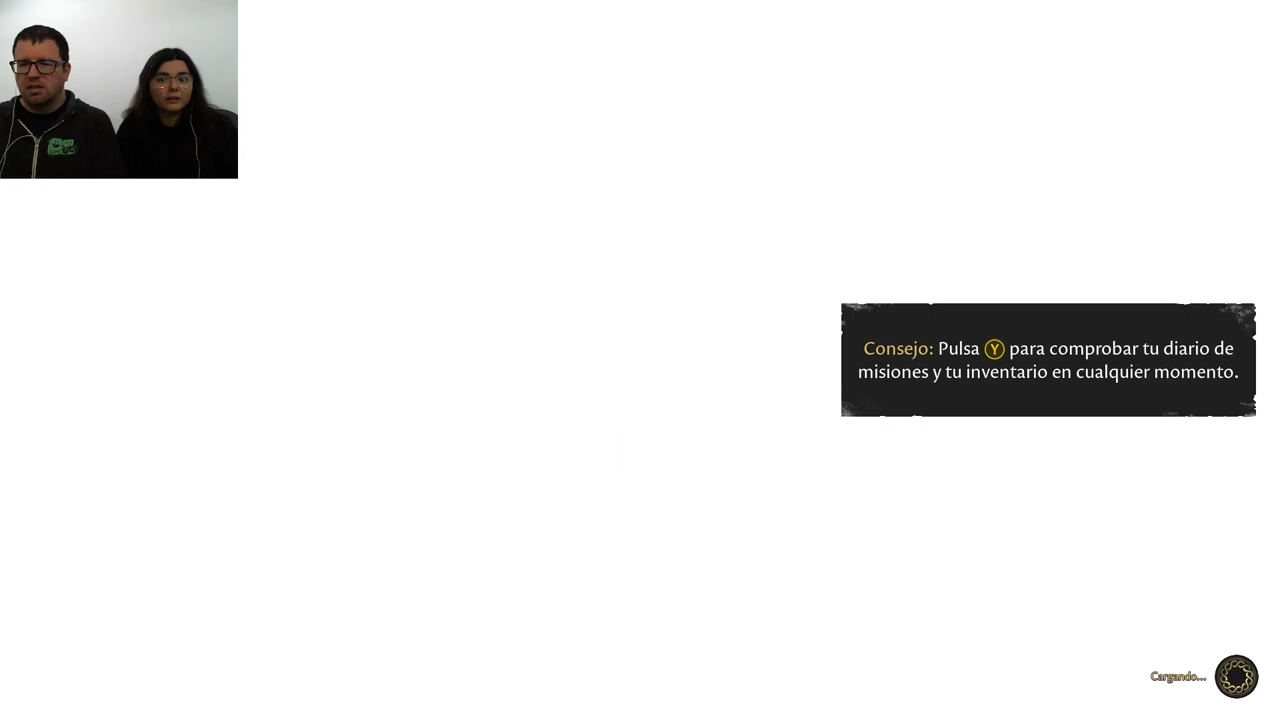 Consejo: Pulsa Y para comprobar tu diario de
misiones y tu inventario en cualquier momento.
Cargando...